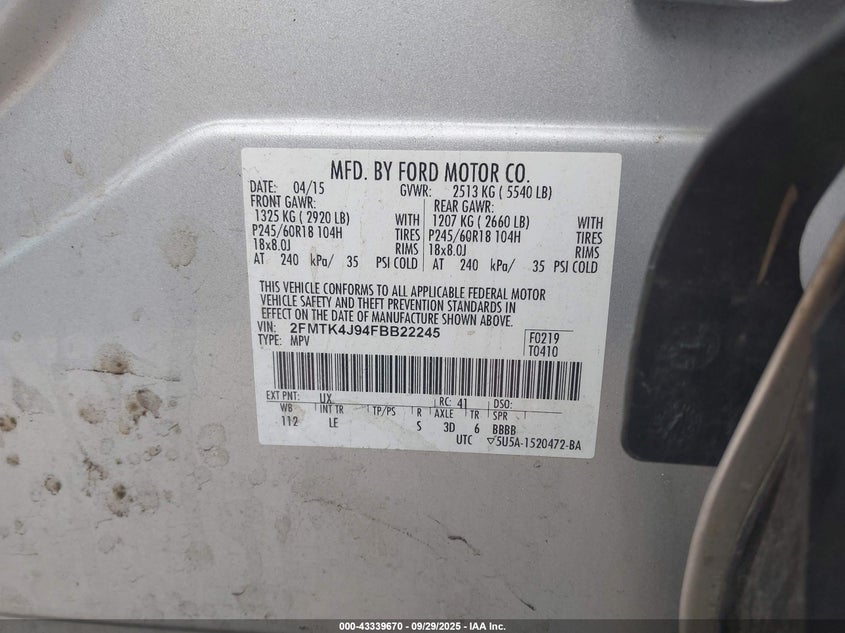 MFD. BY FORD MOTOR CO.
DATE: 04/15 GVWR: 2513 KG ( 5540 LB)
FRONT GAWR: REAR GAWR:
1325 KG ( 2920 LB) WITH 1207 KG ( 2660 LB) WITH
P245/60R18 104H TIRES P245/60R18 104H TIRES
18x8.0J RIMS 18x8.0J RIMS
AT 240 kPa/ 35 PSI COLD AT 240 kPa/ 35 PSI COLD
THIS VEHICLE CONFORMS TO ALL APPLICABLE FEDERAL MOTOR
VEHICLE SAFETY AND THEFT PREVENTION STANDARDS IN
EFFECT ON THE DATE OF MANUFACTURE SHOWN ABOVE.
VIN: 2FMTK4J94FBB22245 F0219
TYPE: MPV T0410
EXT PNT: UX RC: 41 DSO:
WB INT TR TP/PS R AXLE TR SPR
112 LE S 3D 6 BBBB
UTC ▽5U5A-1520472-BA
000-43339670 - 09/29/2025 - IAA Inc.